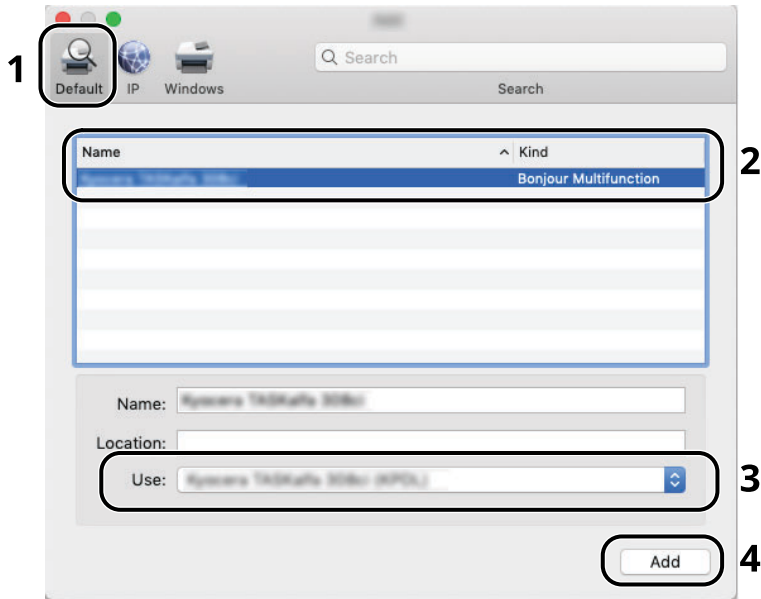 1
Default IP Windows
Search
Search
Name Kind
2
Bonjour Multifunction
Name:
Location:
Use:
3
Add
4